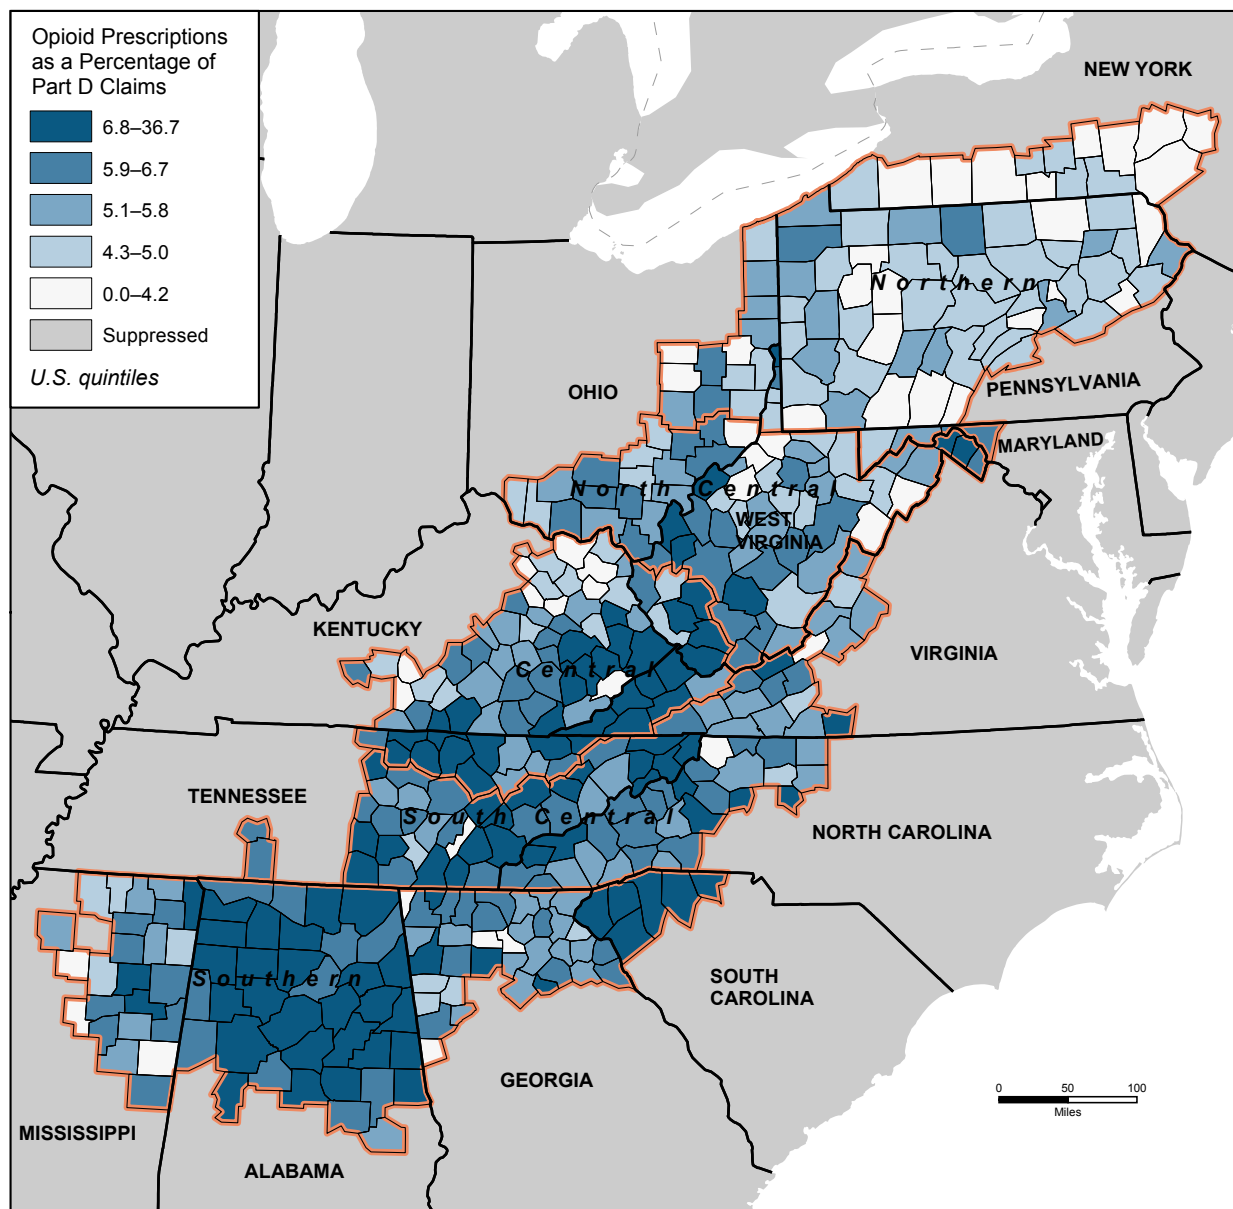 Opioid Prescriptions
as a Percentage of
Part D Claims
6.8–36.7
5.9–6.7
5.1–5.8
4.3–5.0
0.0–4.2
Suppressed
U.S. quintiles
NEW YORK
Northern
PENNSYLVANIA
OHIO
MARYLAND
North Central
WEST
VIRGINIA
KENTUCKY
VIRGINIA
Central
TENNESSEE
South Central
NORTH CAROLINA
Southern
SOUTH
CAROLINA
GEORGIA
0 50 100
Miles
MISSISSIPPI
ALABAMA